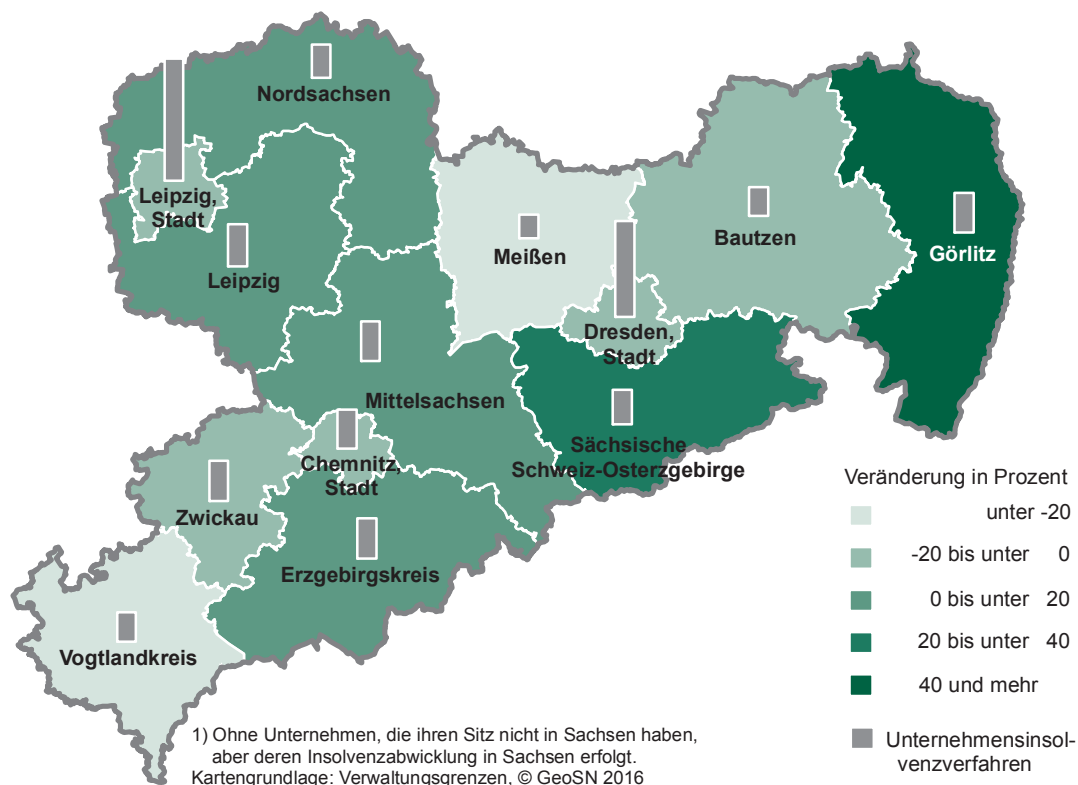 Nordsachsen
Leipzig,
Stadt
Leipzig
Meißen
Bautzen
Görlitz
Dresden,
Stadt
Mittelsachsen
Sächsische
Schweiz-Osterzgebirge
Chemnitz,
Stadt
Zwickau
Erzgebirgskreis
Vogtlandkreis
Veränderung in Prozent
unter -20
-20 bis unter 0
0 bis unter 20
20 bis unter 40
40 und mehr
Unternehmensinsol-
venzverfahren
1) Ohne Unternehmen, die ihren Sitz nicht in Sachsen haben,
aber deren Insolvenzabwicklung in Sachsen erfolgt.
Kartengrundlage: Verwaltungsgrenzen, © GeoSN 2016